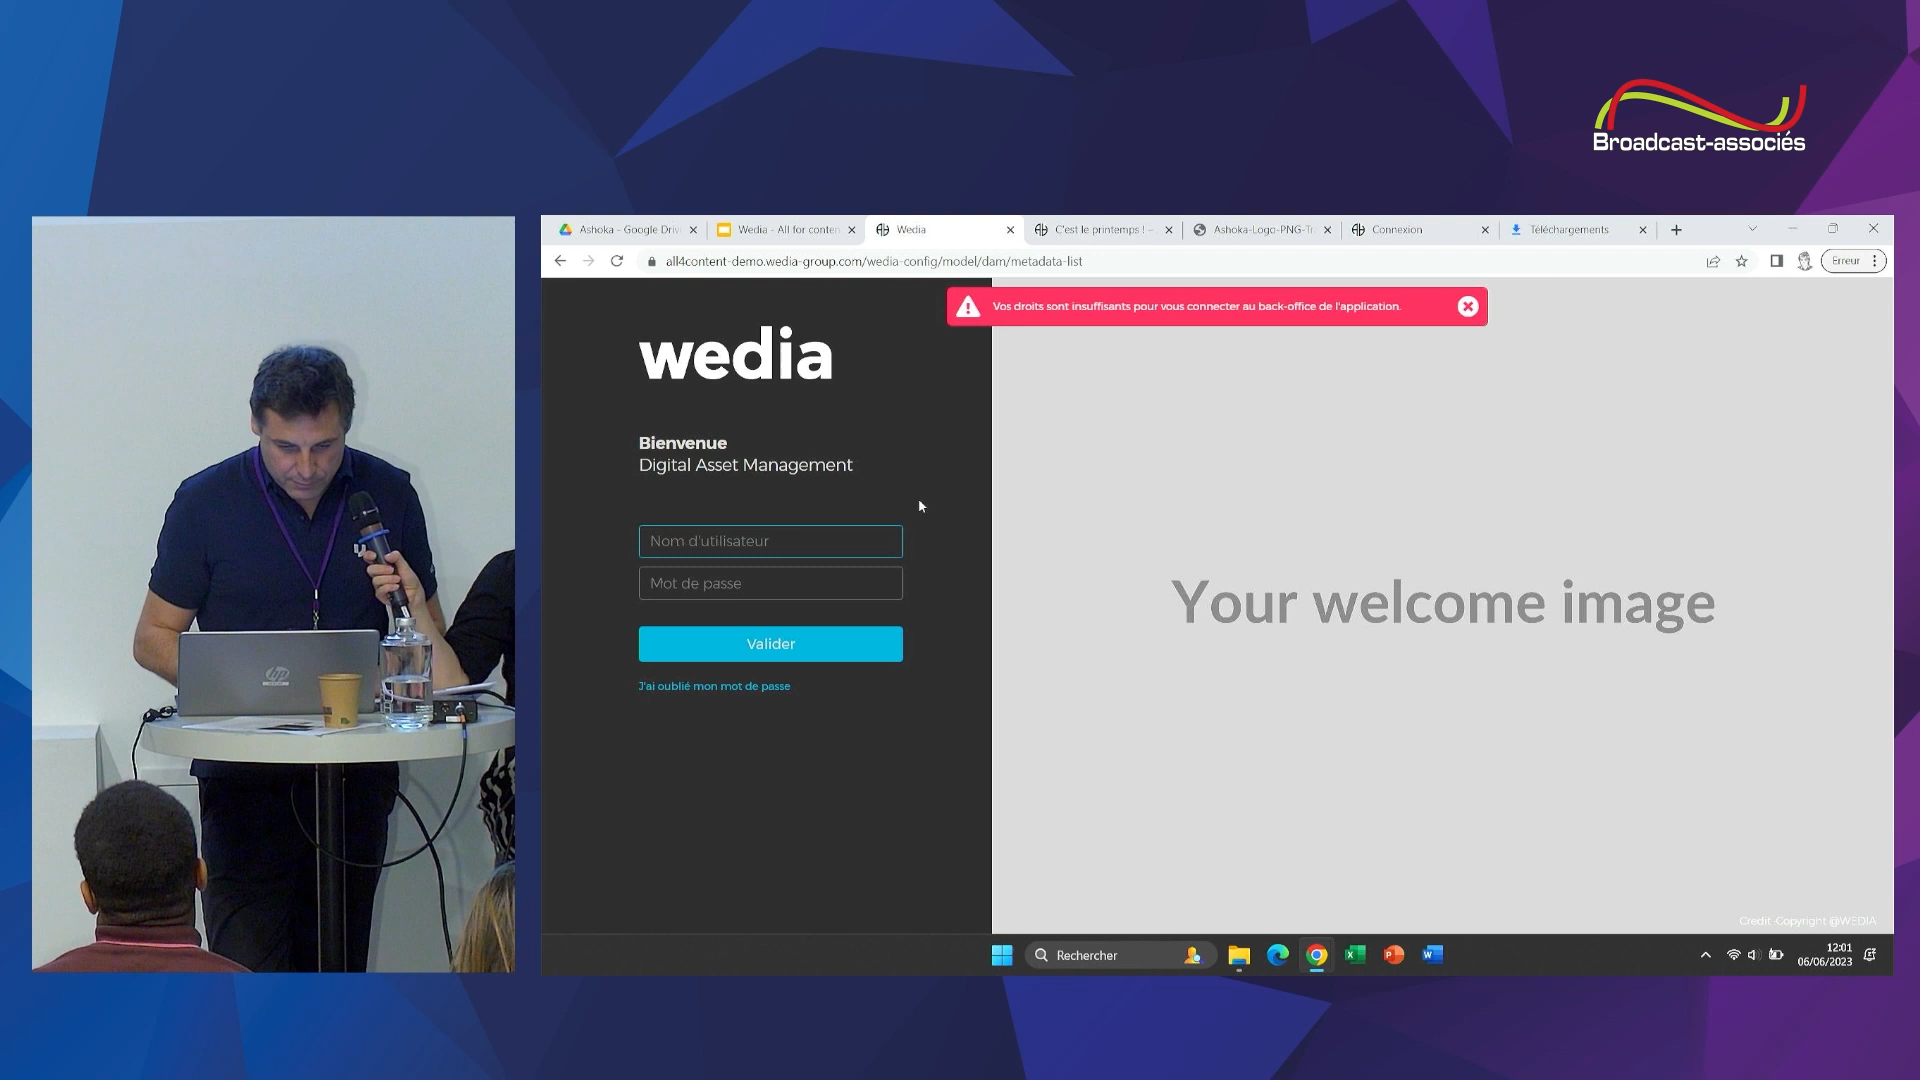 Broadcast-associés
Ashoka - Google Driv
Wedia - All for conten
Wedia
C'est le printemps ! –
Ashoka-Logo-PNG-Tr
Connexion
Téléchargements
all4content-demo.wedia-group.com/wedia-config/model/dam/metadata-list
Erreur
Vos droits sont insuffisants pour vous connecter au back-office de l'application.
wedia
Bienvenue
Digital Asset Management
Nom d'utilisateur
Mot de passe
Valider
J'ai oublié mon mot de passe
Your welcome image
Credit -Copyright @WEDIA
Rechercher
12:01
06/06/2023
hp